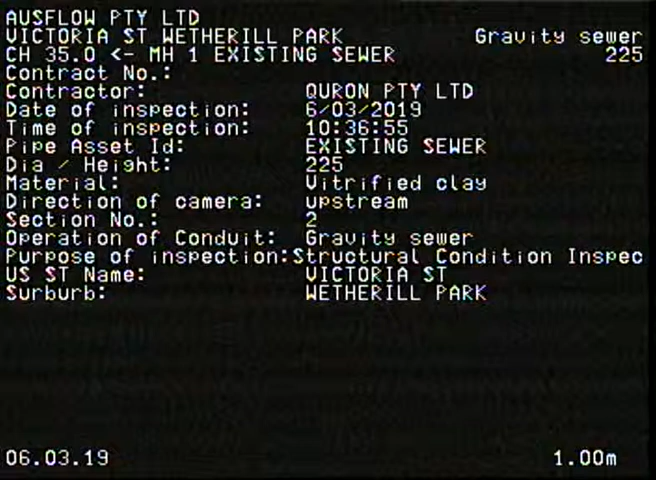 AUSFLOW PTY LTD
VICTORIA ST WETHERILL PARK Gravity sewer
CH 35.0 <- MH 1 EXISTING SEWER 225
Contract No.:
Contractor: QURON PTY LTD
Date of inspection: 6/03/2019
Time of inspection: 10:36:55
Pipe Asset Id: EXISTING SEWER
Dia / Height: 225
Material: Vitrified clay
Direction of camera: upstream
Section No.: 2
Operation of Conduit: Gravity sewer
Purpose of inspection:Structural Condition Inspec
US ST Name: VICTORIA ST
Surburb: WETHERILL PARK
06.03.19 1.00m